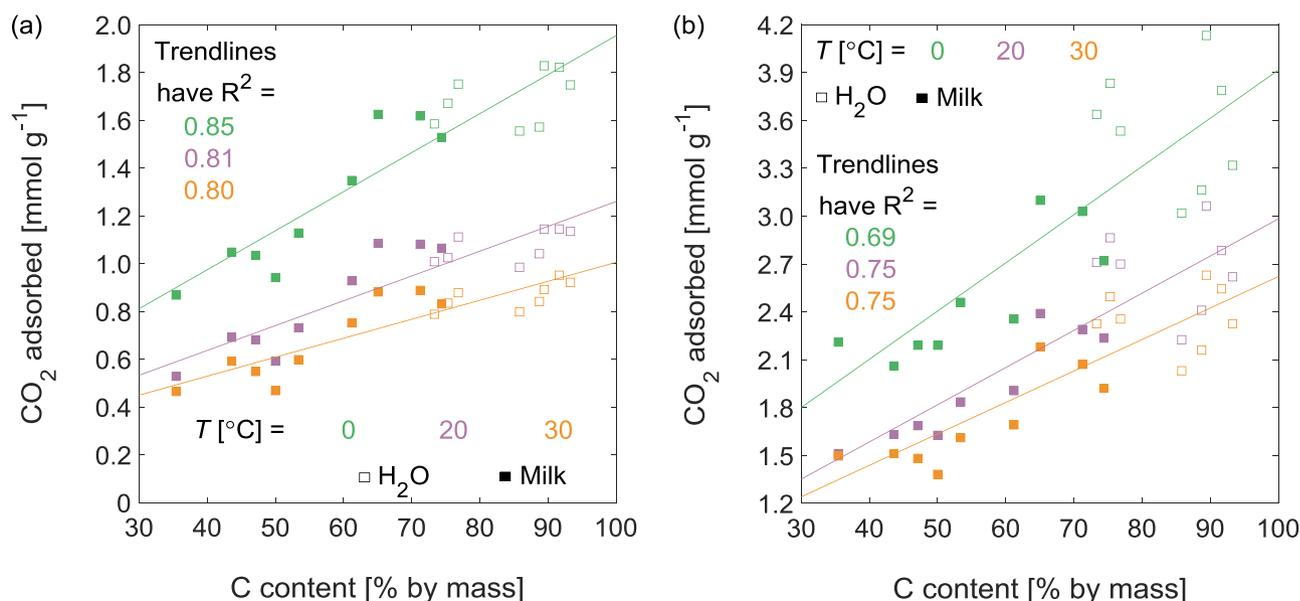 (a)
CO2 adsorbed [mmol g-1]
2.0
1.8
1.6
1.4
1.2
1.0
0.8
0.6
0.4
0.2
0
Trendlines
have R2 =
0.85
0.81
0.80
T [°C] = 0 20 30
H2O Milk
30 40 50 60 70 80 90 100
C content [% by mass]
(b)
CO2 adsorbed [mmol g-1]
4.2
3.9
3.6
3.3
3.0
2.7
2.4
2.1
1.8
1.5
1.2
T [°C] = 0 20 30
H2O Milk
Trendlines
have R2 =
0.69
0.75
0.75
30 40 50 60 70 80 90 100
C content [% by mass]